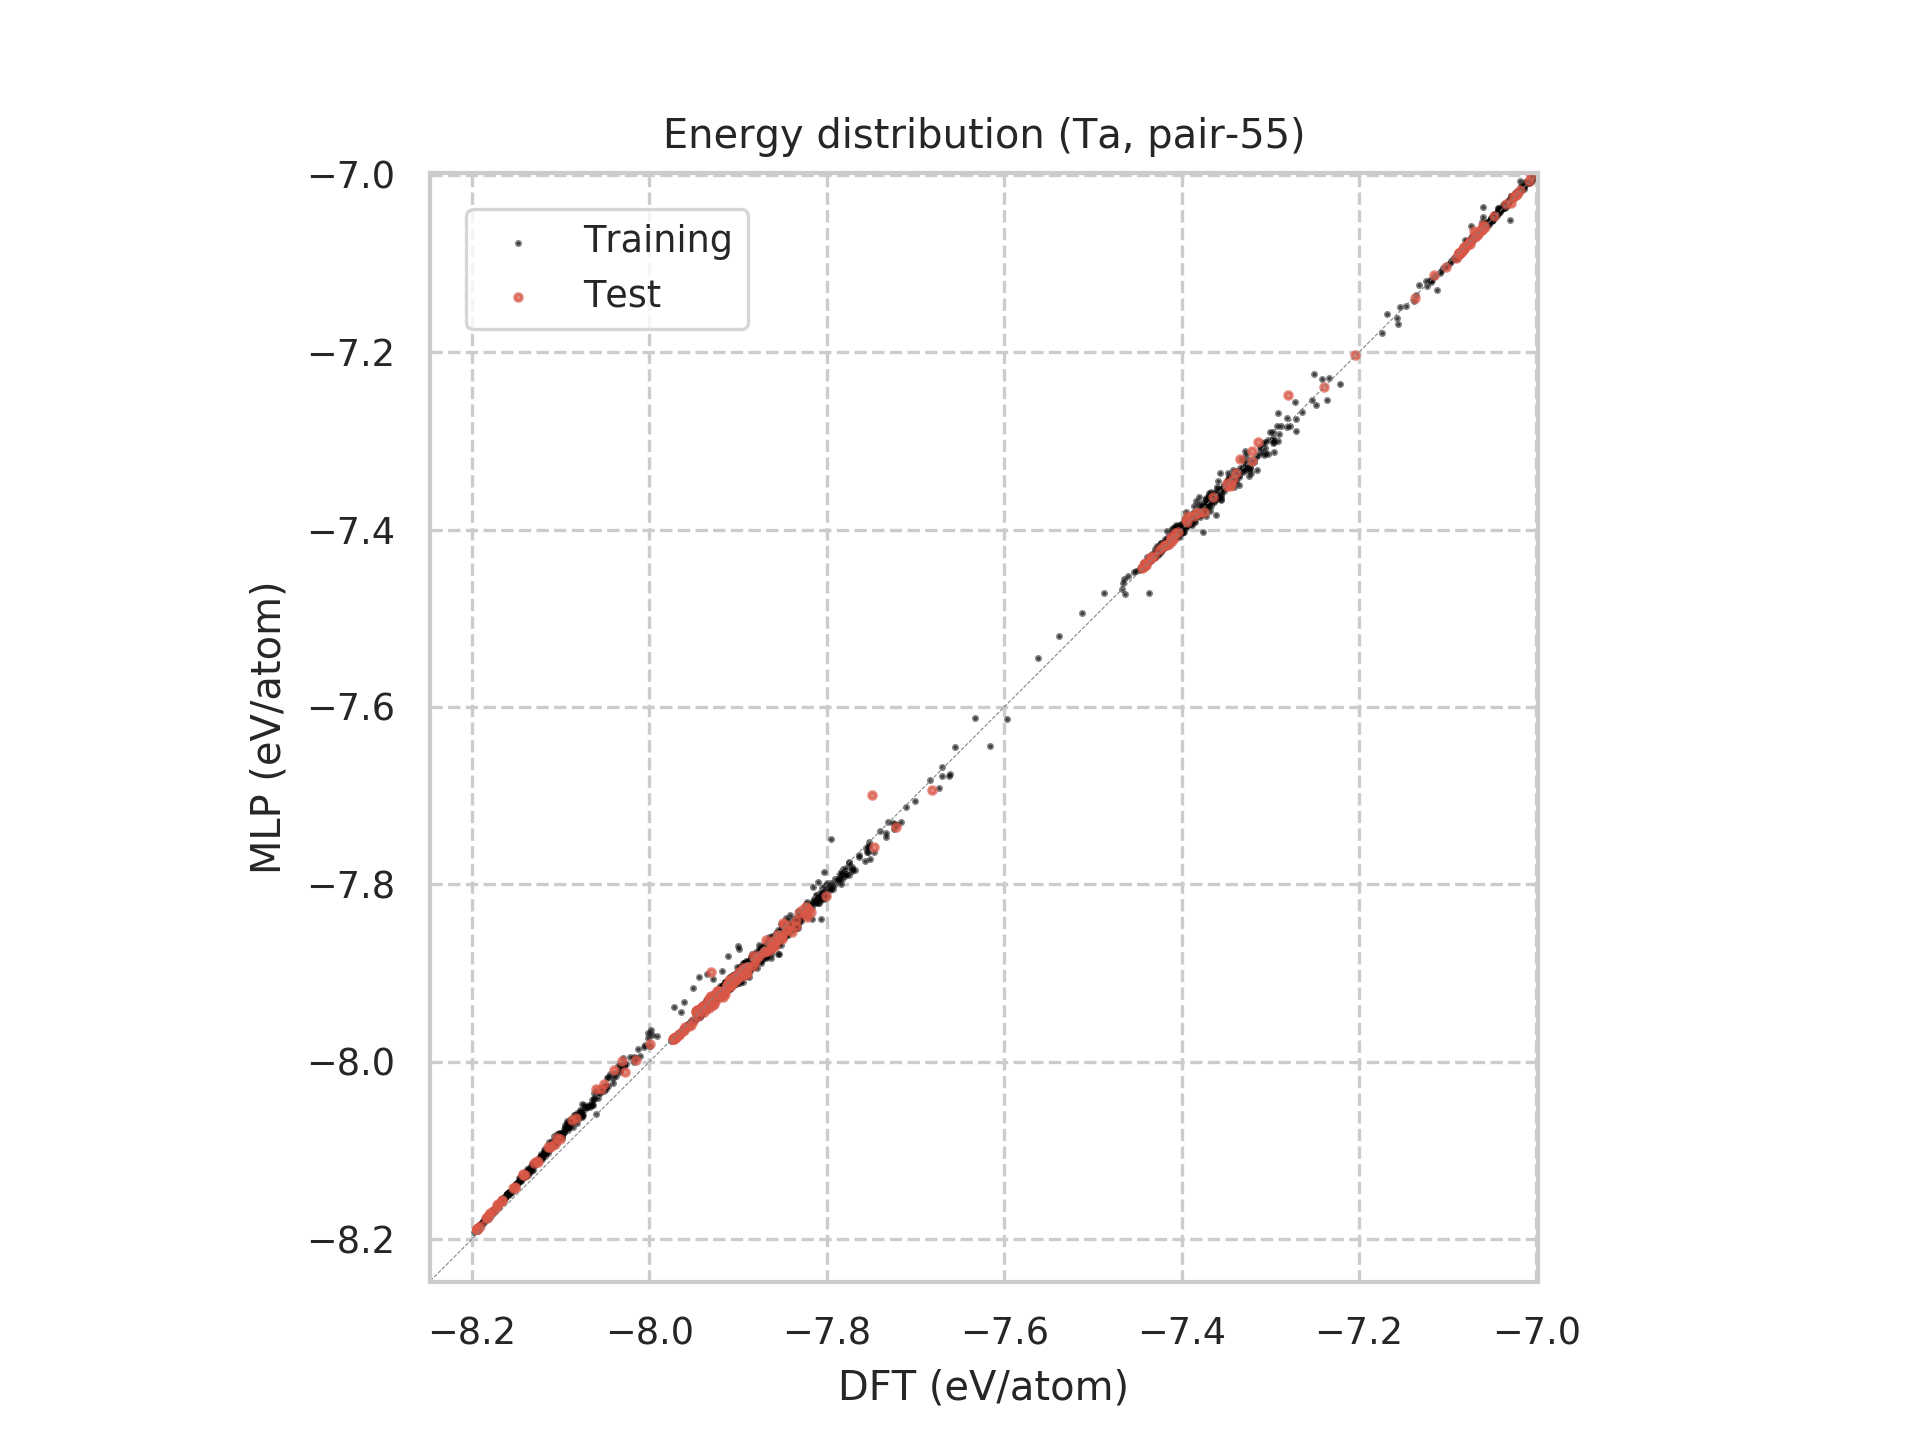 Energy distribution (Ta, pair-55)
−7.0
−7.2
−7.4
−7.6
−7.8
−8.0
−8.2
MLP (eV/atom)
Training
Test
−8.2 −8.0 −7.8 −7.6 −7.4 −7.2 −7.0
DFT (eV/atom)